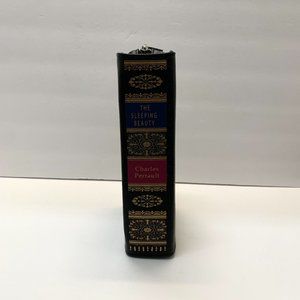 THE
SLEEPING
BEAUTY
Charles
Perrault